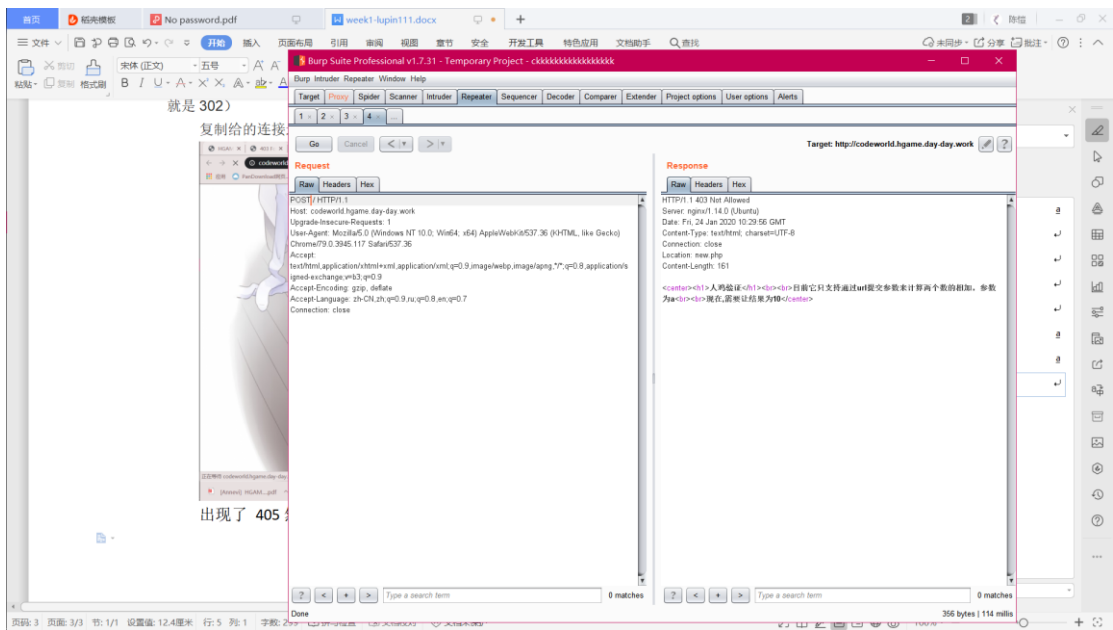 首页 稻壳模板 No password.pdf week1-lupin111.docx +
文件 开始 插入 页面布局 引用 审阅 视图 章节 安全 开发工具 特色应用 文档助手 查找 未同步 分享 批注
粘贴 剪切 复制 格式刷 宋体 (正文) 五号
就是 302）
复制给的连接
出现了 405
Burp Suite Professional v1.7.31 - Temporary Project - ckkkkkkkkkkkkkkkkk
Burp Intruder Repeater Window Help
Target Proxy Spider Scanner Intruder Repeater Sequencer Decoder Comparer Extender Project options User options Alerts
1 × 2 × 3 × 4 × ...
Go Cancel < > Target: http://codeworld.hgame.day-day.work
Request
Raw Headers Hex
POST / HTTP/1.1
Host: codeworld.hgame.day-day.work
Upgrade-Insecure-Requests: 1
User-Agent: Mozilla/5.0 (Windows NT 10.0; Win64; x64) AppleWebKit/537.36 (KHTML, like Gecko)
Chrome/79.0.3945.117 Safari/537.36
Accept:
text/html,application/xhtml+xml,application/xml;q=0.9,image/webp,image/apng,*/*;q=0.8,application/s
igned-exchange;v=b3;q=0.9
Accept-Encoding: gzip, deflate
Accept-Language: zh-CN,zh;q=0.9,ru;q=0.8,en;q=0.7
Connection: close
Response
Raw Headers Hex
HTTP/1.1 403 Not Allowed
Server: nginx/1.14.0 (Ubuntu)
Date: Fri, 24 Jan 2020 10:29:56 GMT
Content-Type: text/html; charset=UTF-8
Connection: close
Location: new.php
Content-Length: 161
<center><h1>人鸡验证</h1><br><br>目前它只支持通过url提交参数来计算两个数的相加，参数
为a<br><br>现在,需要让结果为10</center>
? < + > Type a search term 0 matches
? < + > Type a search term 0 matches
Done 356 bytes | 114 millis
页码: 3 页面: 3/3 节: 1/1 设置值: 12.4厘米 行: 5 列: 1